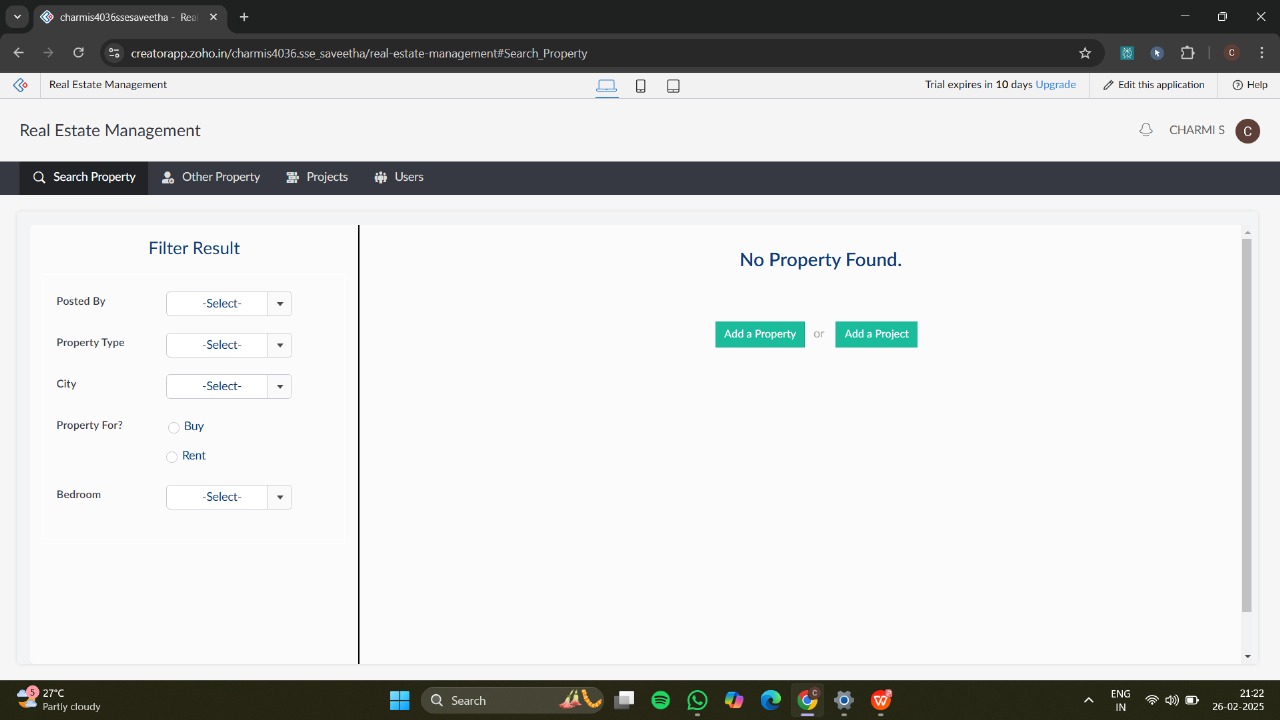 charmis4036ssesaveetha - Rea
creatorapp.zoho.in/charmis4036.sse_saveetha/real-estate-management#Search_Property
C
Real Estate Management
Trial expires in 10 days Upgrade
Edit this application
Help
Real Estate Management
CHARMI S
C
Search Property
Other Property
Projects
Users
Filter Result
Posted By
-Select-
Property Type
-Select-
City
-Select-
Property For?
Buy
Rent
Bedroom
-Select-
No Property Found.
Add a Property
or
Add a Project
5
27°C
Partly cloudy
Search
C
W
ENG
IN
21:22
26-02-2025